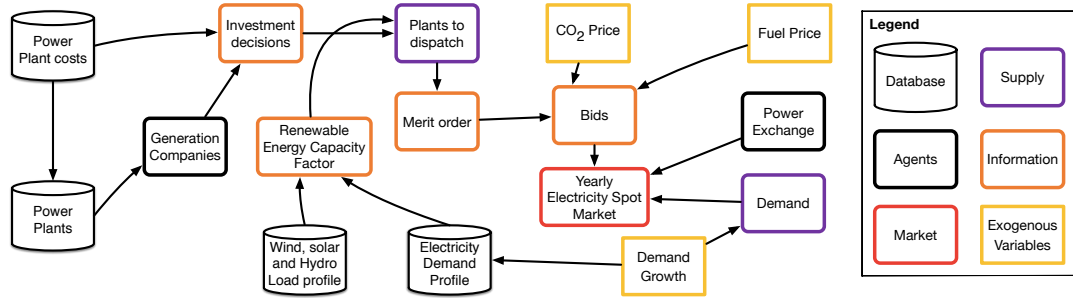 Power
Plant costs
Investment
decisions
Plants to
dispatch
CO2 Price
Fuel Price
Generation
Companies
Renewable
Energy Capacity
Factor
Merit order
Bids
Power
Exchange
Power
Plants
Yearly
Electricity Spot
Market
Demand
Wind, solar
and Hydro
Load profile
Electricity
Demand
Profile
Demand
Growth
Legend
Database
Supply
Agents
Information
Market
Exogenous
Variables